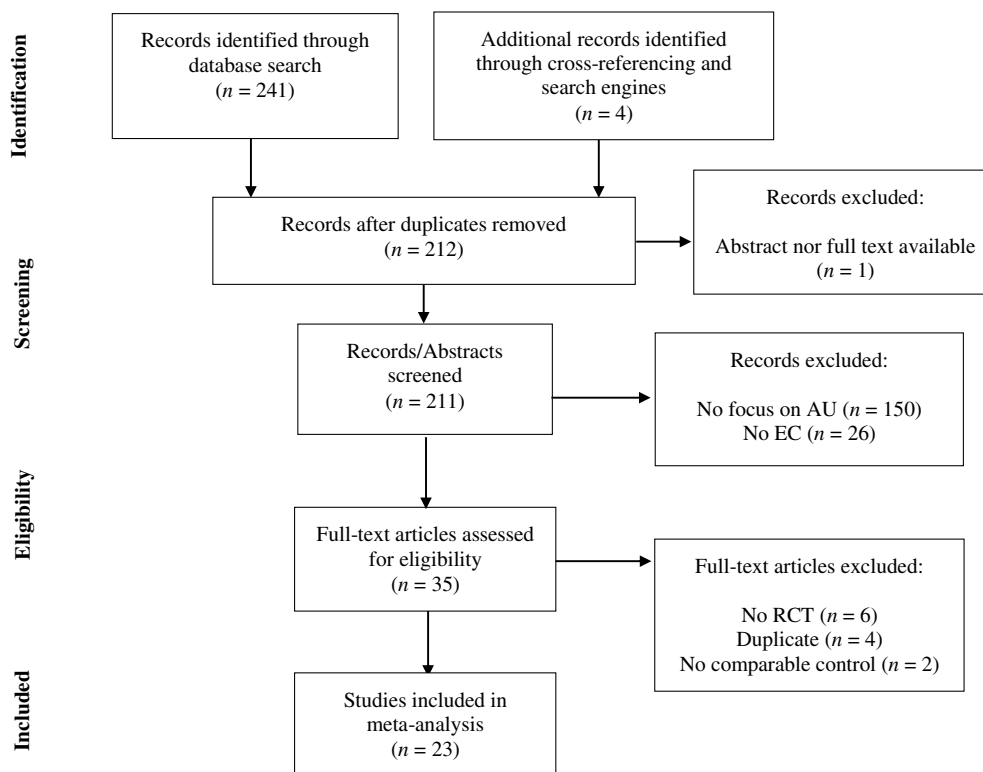 Identification
Records identified through
database search
(n = 241)
Additional records identified
through cross-referencing and
search engines
(n = 4)
Records after duplicates removed
(n = 212)
Records excluded:
Abstract nor full text available
(n = 1)
Screening
Records/Abstracts
screened
(n = 211)
Records excluded:
No focus on AU (n = 150)
No EC (n = 26)
Eligibility
Full-text articles assessed
for eligibility
(n = 35)
Full-text articles excluded:
No RCT (n = 6)
Duplicate (n = 4)
No comparable control (n = 2)
Included
Studies included in
meta-analysis
(n = 23)